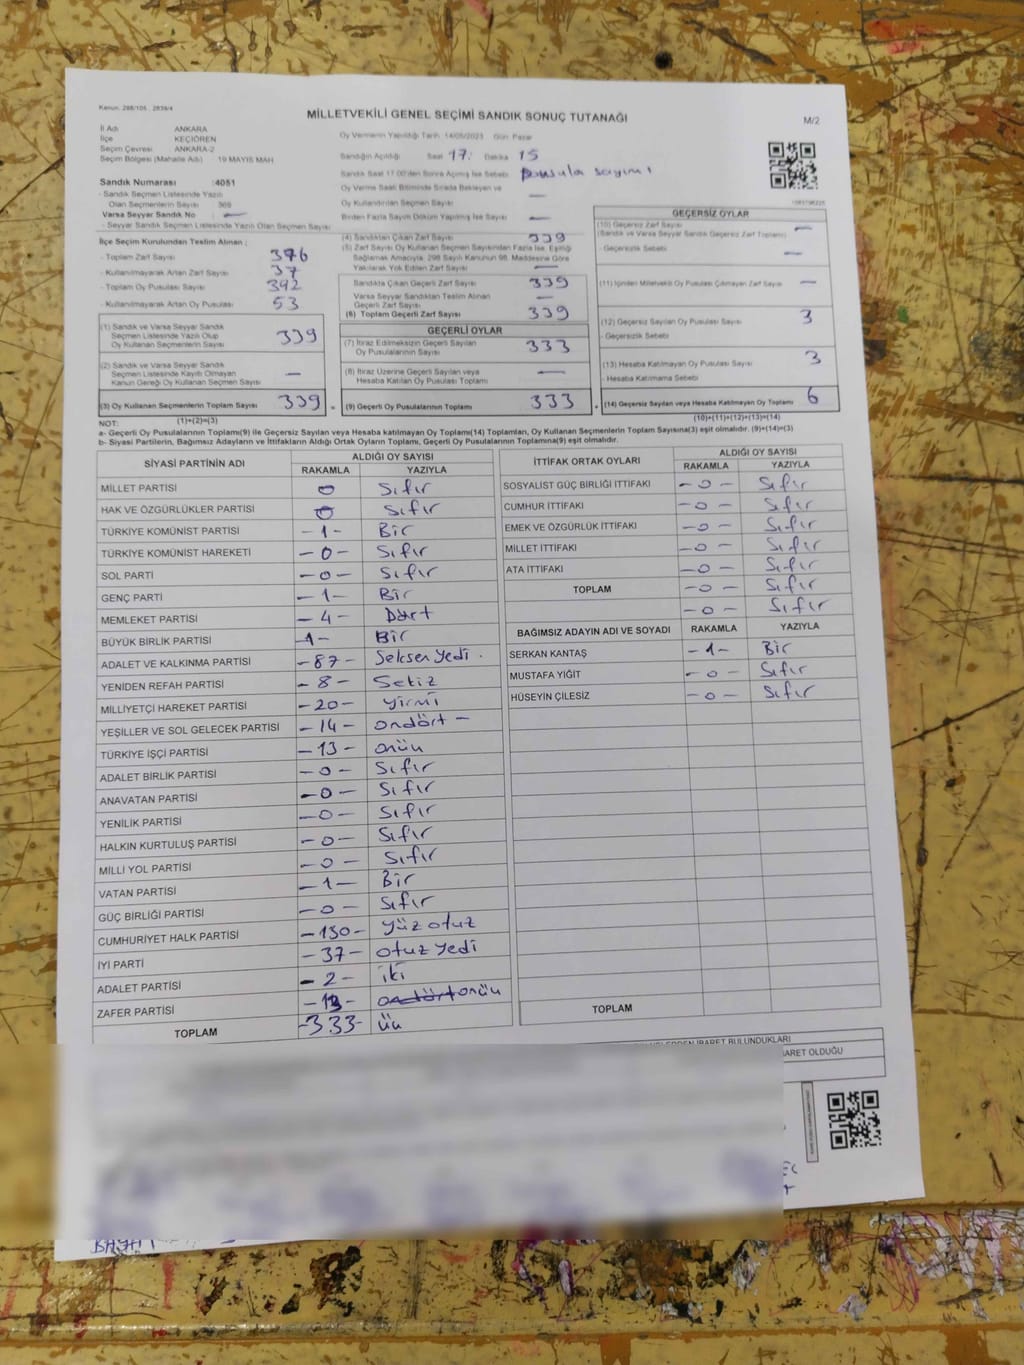 Kanun: 298/105 , 2839/4
MİLLETVEKİLİ GENEL SEÇİMİ SANDIK SONUÇ TUTANAĞI
M/2
İl Adı ANKARA
İlçe KEÇİÖREN
Seçim Çevresi ANKARA-2
Seçim Bölgesi (Mahalle Adı) : 19 MAYIS MAH
Oy Vermenin Yapıldığı Tarih 14/05/2023 Gün Pazar
Sandığın Açıldığı Saat 17: Dakika 15
Sandık Saat 17.00'den Sonra Açılmış İse Sebebi Pusula sayımı
Oy Verme Saati Bitiminde Sırada Bekleyen ve
Oy Kullandırılan Seçmen Sayısı —
Birden Fazla Sayım Döküm Yapılmış İse Sayısı —
Sandık Numarası :4051
- Sandık Seçmen Listesinde Yazılı
Olan Seçmenlerin Sayısı 369
Varsa Seyyar Sandık No —
- Seyyar Seçmen Listesinde Yazılı Olan Seçmen Sayısı
İlçe Seçim Kurulundan Teslim Alınan ;
- Toplam Zarf Sayısı 376
- Kullanılmayarak Artan Zarf Sayısı 37
- Toplam Oy Pusulası Sayısı 392
- Kullanılmayarak Artan Oy Pusulası 53
(1) Sandık ve Varsa Seyyar Sandık
Seçmen Listesinde Yazılı Olup
Oy Kullanan Seçmenlerin Sayısı 339
(2) Sandık ve Varsa Seyyar Sandık
Seçmen Listesinde Kayıtlı Olmayan
Kanun Gereği Oy Kullanan Seçmen Sayısı —
(3) Oy Kullanan Seçmenlerin Toplam Sayısı 339
(1)+(2)=(3)
(4) Sandıktan Çıkan Zarf Sayısı 339
(5) Zarf Sayısı Oy Kullanan Seçmen Sayısından Fazla İse, Eşitliği
Sağlamak Amacıyla, 298 Sayılı Kanunun 98. Maddesine Göre
Yakılarak Yok Edilen Zarf Sayısı —
Sandıkta Çıkan Geçerli Zarf Sayısı 339
Varsa Seyyar Sandıktan Teslim Alınan
Geçerli Zarf Sayısı —
(6) Toplam Geçerli Zarf Sayısı 339
GEÇERLİ OYLAR
(7) İtiraz Edilmeksizin Geçerli Sayılan
Oy Pusulalarının Sayısı 333
(8) İtiraz Üzerine Geçerli Sayılan veya
Hesaba Katılan Oy Pusulası Toplamı —
(9) Geçerli Oy Pusulalarının Toplamı 333
GEÇERSİZ OYLAR
(10) Geçersiz Zarf Sayısı
(Sandık ve Varsa Seyyar Sandık Geçersiz Zarf Toplamı) —
- Geçersizlik Sebebi —
(11) İçinden Milletvekili Oy Pusulası Çıkmayan Zarf Sayısı —
(12) Geçersiz Sayılan Oy Pusulası Sayısı 3
- Geçersizlik Sebebi
(13) Hesaba Katılmayan Oy Pusulası Sayısı 3
- Hesaba Katılmama Sebebi
(14) Geçersiz Sayılan veya Hesaba Katılmayan Oy Toplamı 6
(10)+(11)+(12)+(13)=(14)
NOT:
a- Geçerli Oy Pusulalarının Toplamı(9) ile Geçersiz Sayılan veya Hesaba Katılmayan Oy Toplamı(14) Toplamları, Oy Kullanan Seçmenlerin Toplam Sayısına(3) eşit olmalıdır. (9)+(14)=(3)
b- Siyasi Partilerin, Bağımsız Adayların ve İttifakların Aldığı Ortak Oyların Toplamı, Geçerli Oy Pusulalarının Toplamına(9) eşit olmalıdır.
SİYASİ PARTİNİN ADI ALDIĞI OY SAYISI
RAKAMLA YAZIYLA
MİLLET PARTİSİ 0 Sıfır
HAK VE ÖZGÜRLÜKLER PARTİSİ 0 Sıfır
TÜRKİYE KOMÜNİST PARTİSİ -1- Bir
TÜRKİYE KOMÜNİST HAREKETİ -0- Sıfır
SOL PARTİ -0- Sıfır
GENÇ PARTİ -1- Bir
MEMLEKET PARTİSİ -4- Dört
BÜYÜK BİRLİK PARTİSİ -1- Bir
ADALET VE KALKINMA PARTİSİ -87- Seksen yedi.
YENİDEN REFAH PARTİSİ -8- Sekiz
MİLLİYETÇİ HAREKET PARTİSİ -20- yirmi
YEŞİLLER VE SOL GELECEK PARTİSİ -14- ondört -
TÜRKİYE İŞÇİ PARTİSİ -13- onüü
ADALET BİRLİK PARTİSİ -0- Sıfır
ANAVATAN PARTİSİ -0- Sıfır
YENİLİK PARTİSİ -0- Sıfır
HALKIN KURTULUŞ PARTİSİ -0- Sıfır
MİLLİ YOL PARTİSİ -0- Sıfır
VATAN PARTİSİ -1- Bir
GÜÇ BİRLİĞİ PARTİSİ -0- Sıfır
CUMHURİYET HALK PARTİSİ -130- yüz otuz
İYİ PARTİ -37- otuz yedi
ADALET PARTİSİ -2- iki
ZAFER PARTİSİ -13- ondört onüü
TOPLAM -333- üü
İTTİFAK ORTAK OYLARI ALDIĞI OY SAYISI
RAKAMLA YAZIYLA
SOSYALİST GÜÇ BİRLİĞİ İTTİFAKI -0- Sıfır
CUMHUR İTTİFAKI -0- Sıfır
EMEK VE ÖZGÜRLÜK İTTİFAKI -0- Sıfır
MİLLET İTTİFAKI -0- Sıfır
ATA İTTİFAKI -0- Sıfır
TOPLAM -0- Sıfır
-0- Sıfır
BAĞIMSIZ ADAYIN ADI VE SOYADI RAKAMLA YAZIYLA
SERKAN KANTAŞ -1- Bir
MUSTAFA YİĞİT -0- Sıfır
HÜSEYİN ÇİLESİZ -0- Sıfır
TOPLAM
İBARET BULUNDUKLARI
OLDUĞU